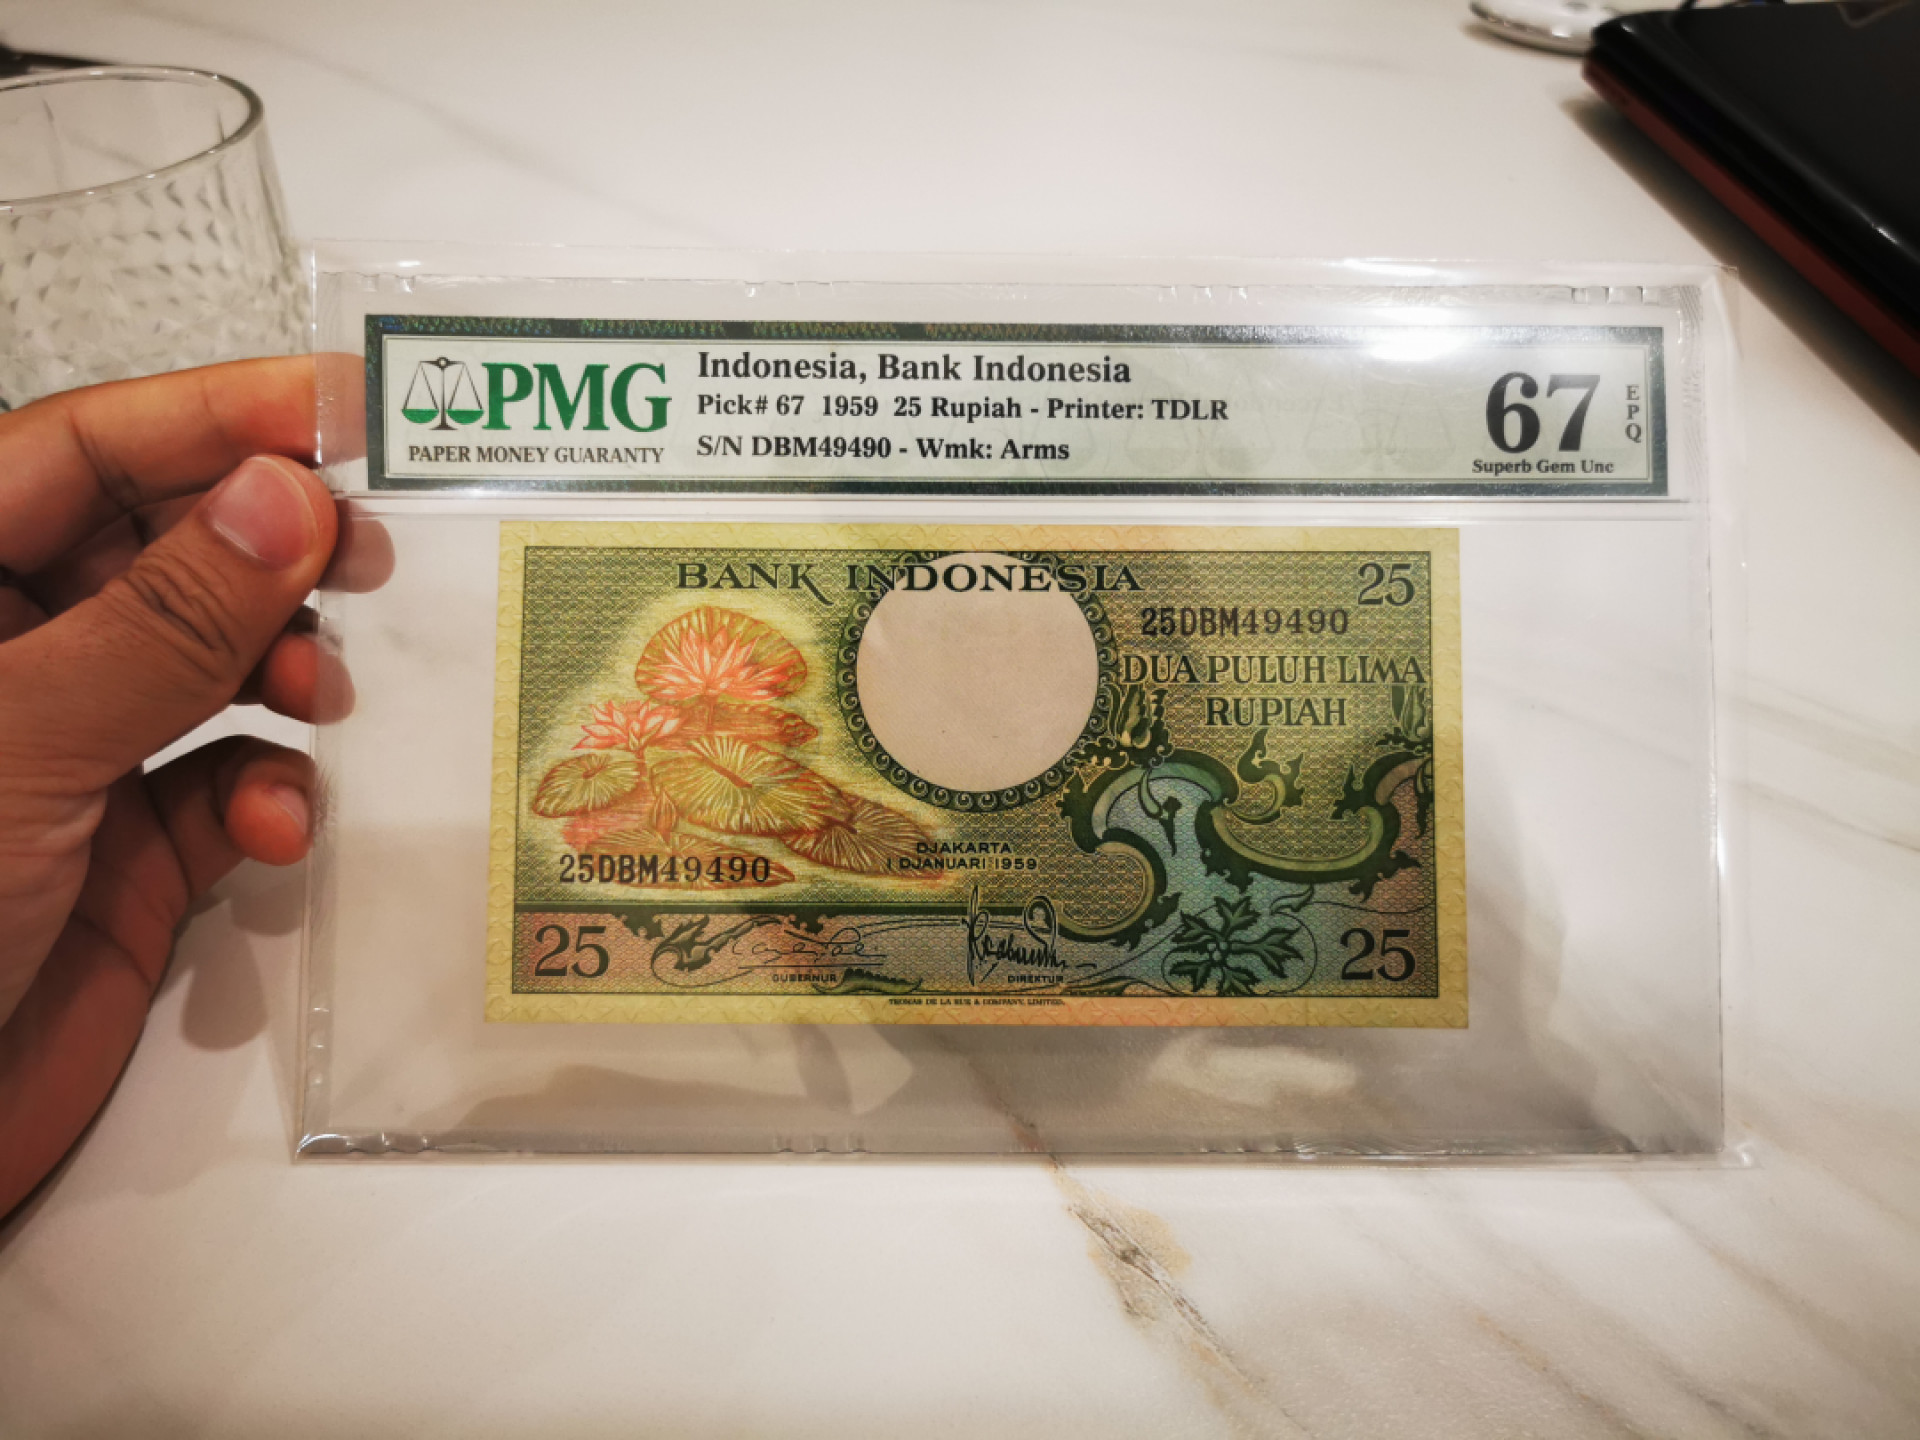 PMG
PAPER MONEY GUARANTY
Indonesia, Bank Indonesia
Pick# 67 1959 25 Rupiah - Printer: TDLR
S/N DBM49490 - Wmk: Arms
67
EPQ
Superb Gem Unc
BANK INDONESIA
25
25DBM49490
DUA PULUH LIMA
RUPIAH
DJAKARTA
1 DJANUARI 1959
25DBM49490
25
GUBERNUR
DIREKTUR
25
THOMAS DE LA RUE & COMPANY, LIMITED.